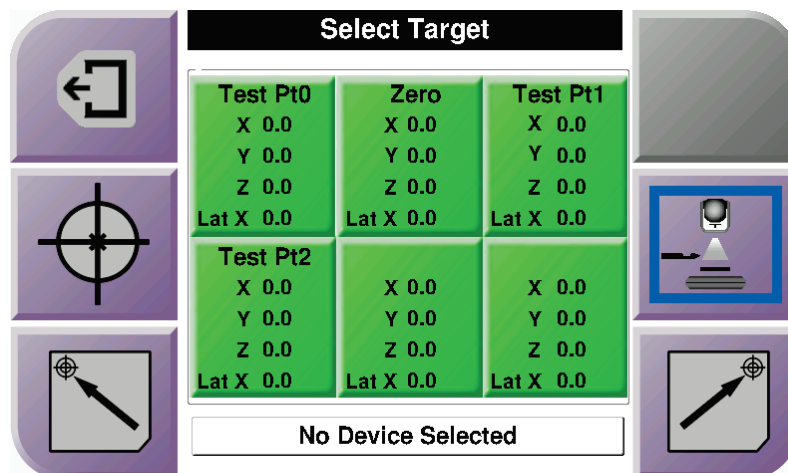 Select Target
Test Pt0 Zero Test Pt1
X 0.0 X 0.0 X 0.0
Y 0.0 Y 0.0 Y 0.0
Z 0.0 Z 0.0 Z 0.0
Lat X 0.0 Lat X 0.0 Lat X 0.0
Test Pt2
X 0.0 X 0.0 X 0.0
Y 0.0 Y 0.0 Y 0.0
Z 0.0 Z 0.0 Z 0.0
Lat X 0.0 Lat X 0.0 Lat X 0.0
No Device Selected